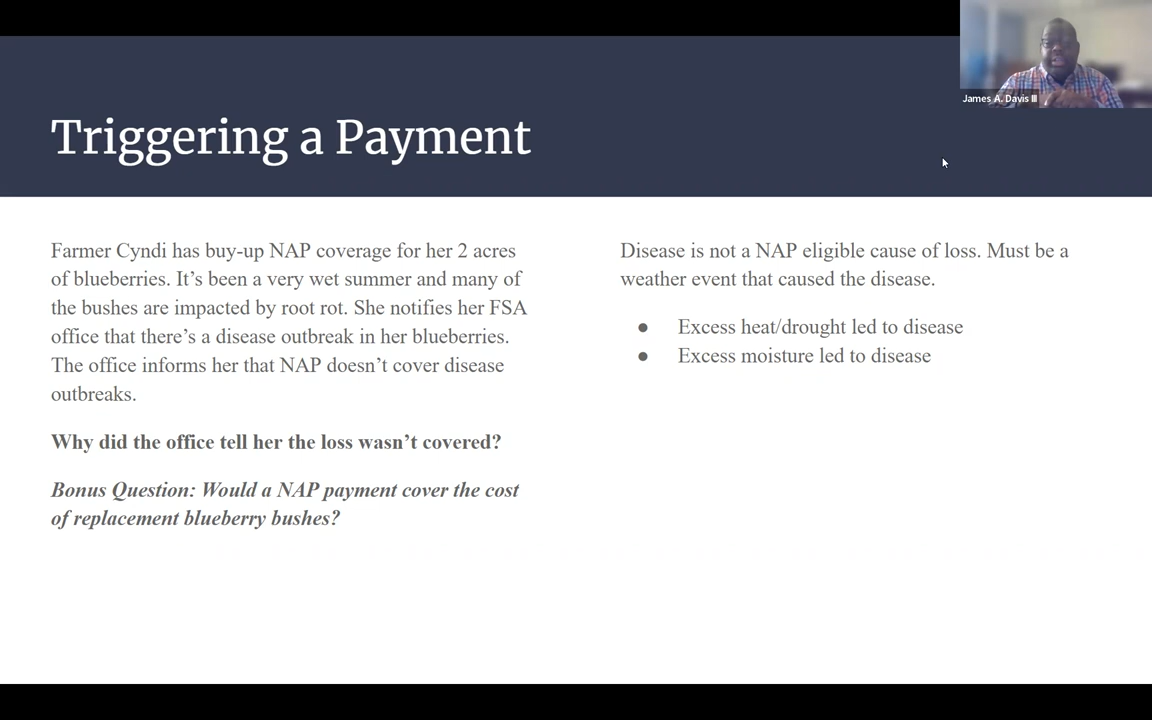 James A. Davis III
Triggering a Payment
Farmer Cyndi has buy-up NAP coverage for her 2 acres
of blueberries. It’s been a very wet summer and many of
the bushes are impacted by root rot. She notifies her FSA
office that there’s a disease outbreak in her blueberries.
The office informs her that NAP doesn’t cover disease
outbreaks.
Why did the office tell her the loss wasn’t covered?
Bonus Question: Would a NAP payment cover the cost
of replacement blueberry bushes?
Disease is not a NAP eligible cause of loss. Must be a
weather event that caused the disease.
● Excess heat/drought led to disease
● Excess moisture led to disease